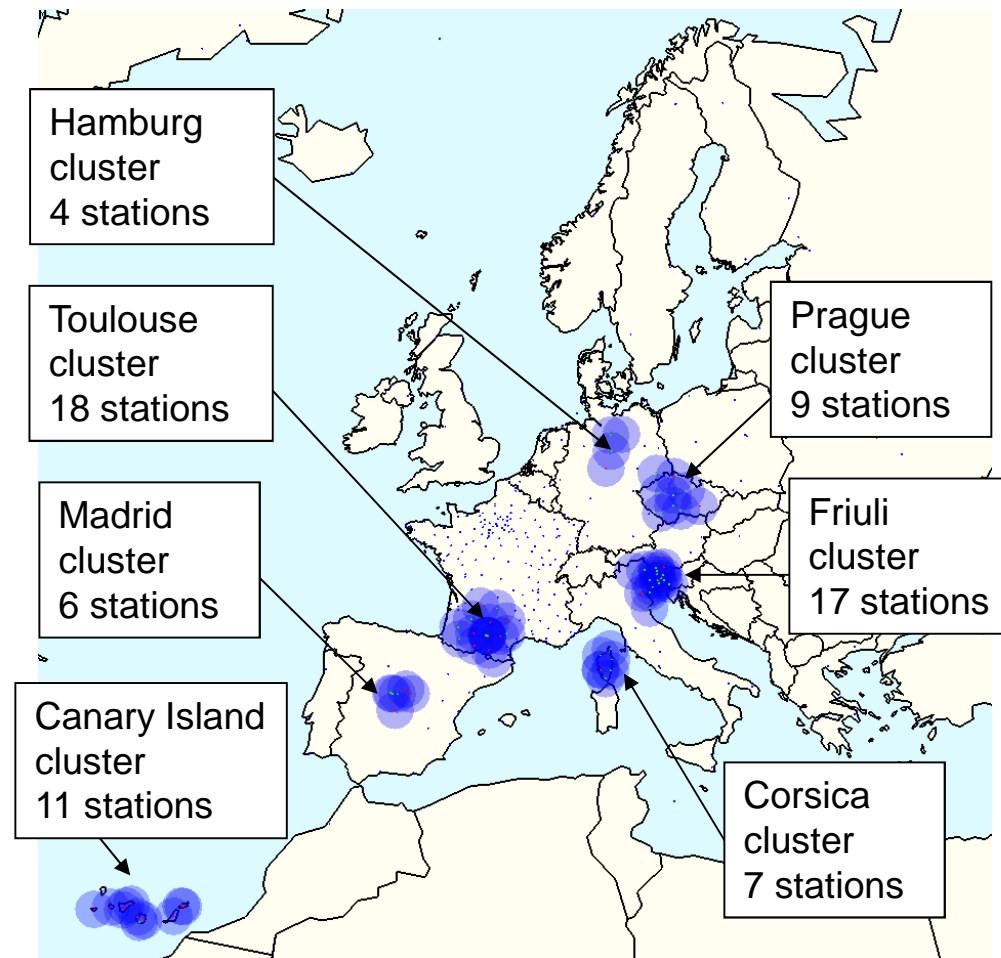 Hamburg
cluster
4 stations
Toulouse
cluster
18 stations
Prague
cluster
9 stations
Madrid
cluster
6 stations
Friuli
cluster
17 stations
Canary Island
cluster
11 stations
Corsica
cluster
7 stations